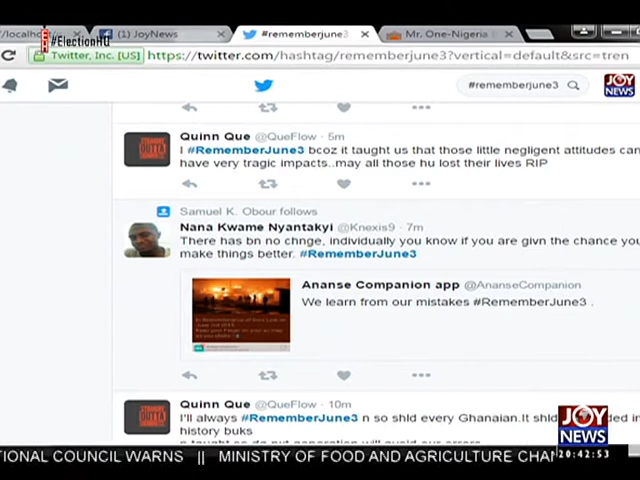 #ElectionHQ
/localho
(1) JoyNews
#rememberjune3
Mr. One-Nigeria
Twitter, Inc. [US]
https://twitter.com/hashtag/rememberjune3?vertical=default&src=tren
#rememberjune3
JOY
NEWS
Quinn Que @QueFlow · 5m
I #RememberJune3 bcoz it taught us that those little negligent attitudes can
have very tragic impacts..may all those hu lost their lives RIP
Samuel K. Obour follows
Nana Kwame Nyantakyi @Knexis9 · 7m
There has bn no chnge, individually you know if you are givn the chance you
make things better. #RememberJune3
Ananse Companion app @AnanseCompanion
We learn from our mistakes #RememberJune3 .
Quinn Que @QueFlow · 10m
I'll always #RememberJune3 n so shld every Ghanaian.It shld
history buks
JOY
NEWS
20:42:53
TIONAL COUNCIL WARNS || MINISTRY OF FOOD AND AGRICULTURE CHA